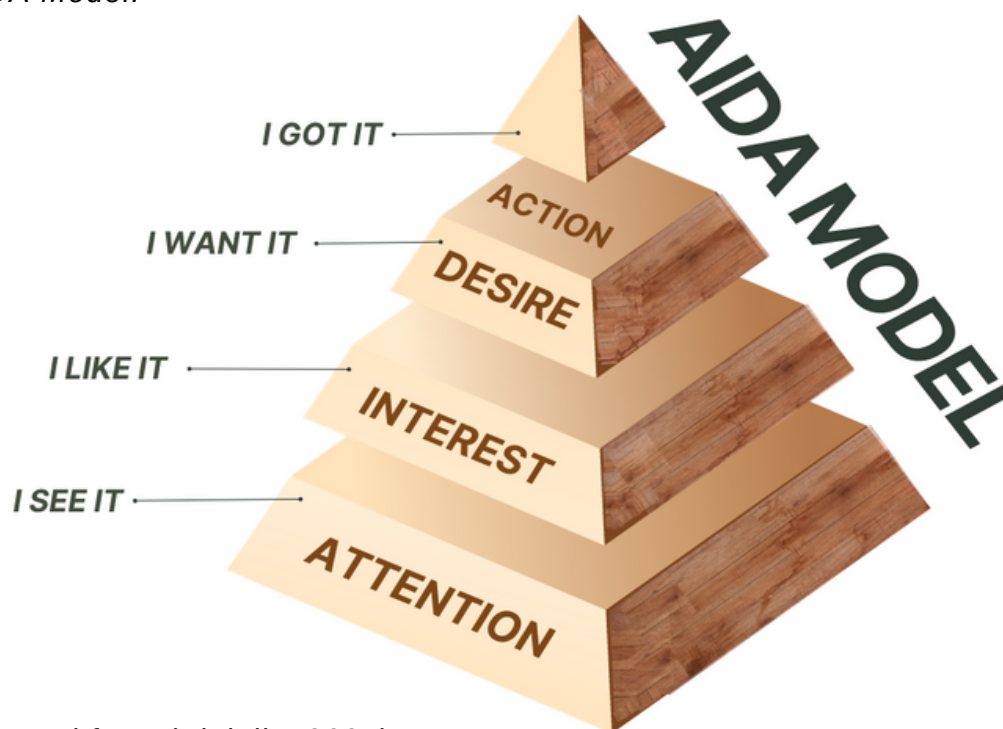 AIDA MODEL
I GOT IT
ACTION
I WANT IT
DESIRE
I LIKE IT
INTEREST
I SEE IT
ATTENTION